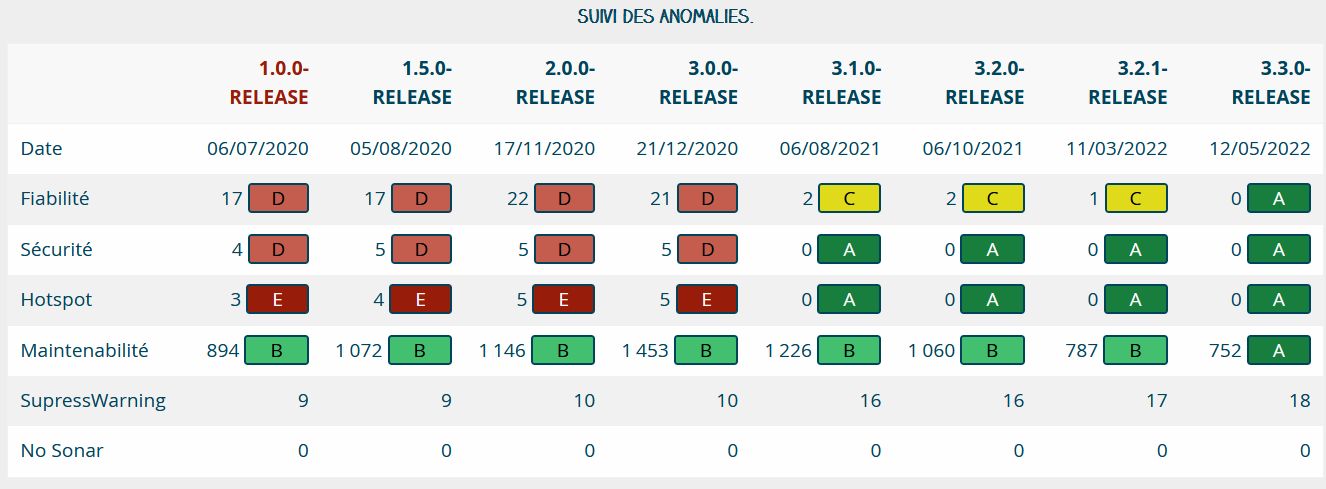 SUIVI DES ANOMALIES.
1.0.0- 1.5.0- 2.0.0- 3.0.0- 3.1.0- 3.2.0- 3.2.1- 3.3.0-
RELEASE RELEASE RELEASE RELEASE RELEASE RELEASE RELEASE RELEASE
Date 06/07/2020 05/08/2020 17/11/2020 21/12/2020 06/08/2021 06/10/2021 11/03/2022 12/05/2022
Fiabilité 17 D 17 D 22 D 21 D 2 C 2 C 1 C 0 A
Sécurité 4 D 5 D 5 D 5 D 0 A 0 A 0 A 0 A
Hotspot 3 E 4 E 5 E 5 E 0 A 0 A 0 A 0 A
Maintenabilité 894 B 1 072 B 1 146 B 1 453 B 1 226 B 1 060 B 787 B 752 A
SupressWarning 9 9 10 10 16 16 17 18
No Sonar 0 0 0 0 0 0 0 0